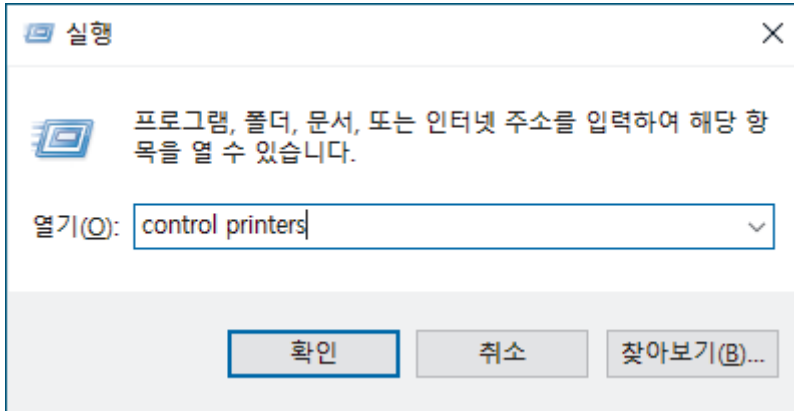 실행
프로그램, 폴더, 문서, 또는 인터넷 주소를 입력하여 해당 항
목을 열 수 있습니다.
열기(O): control printers
확인 취소 찾아보기(B)...